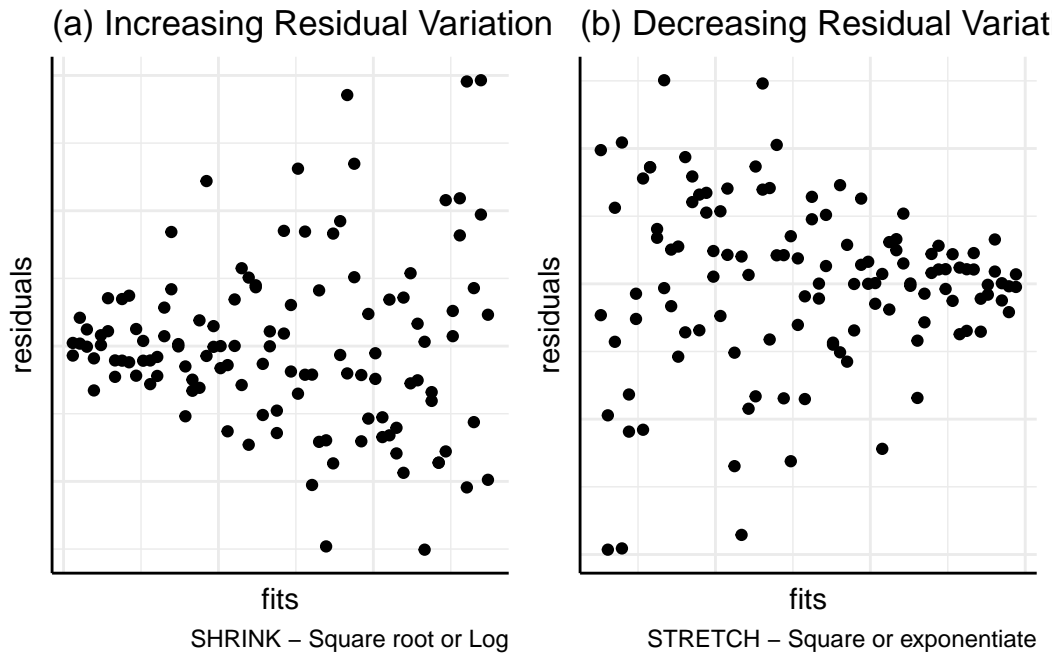 (a) Increasing Residual Variation
residuals
fits
SHRINK – Square root or Log
(b) Decreasing Residual Variat
residuals
fits
STRETCH – Square or exponentiate